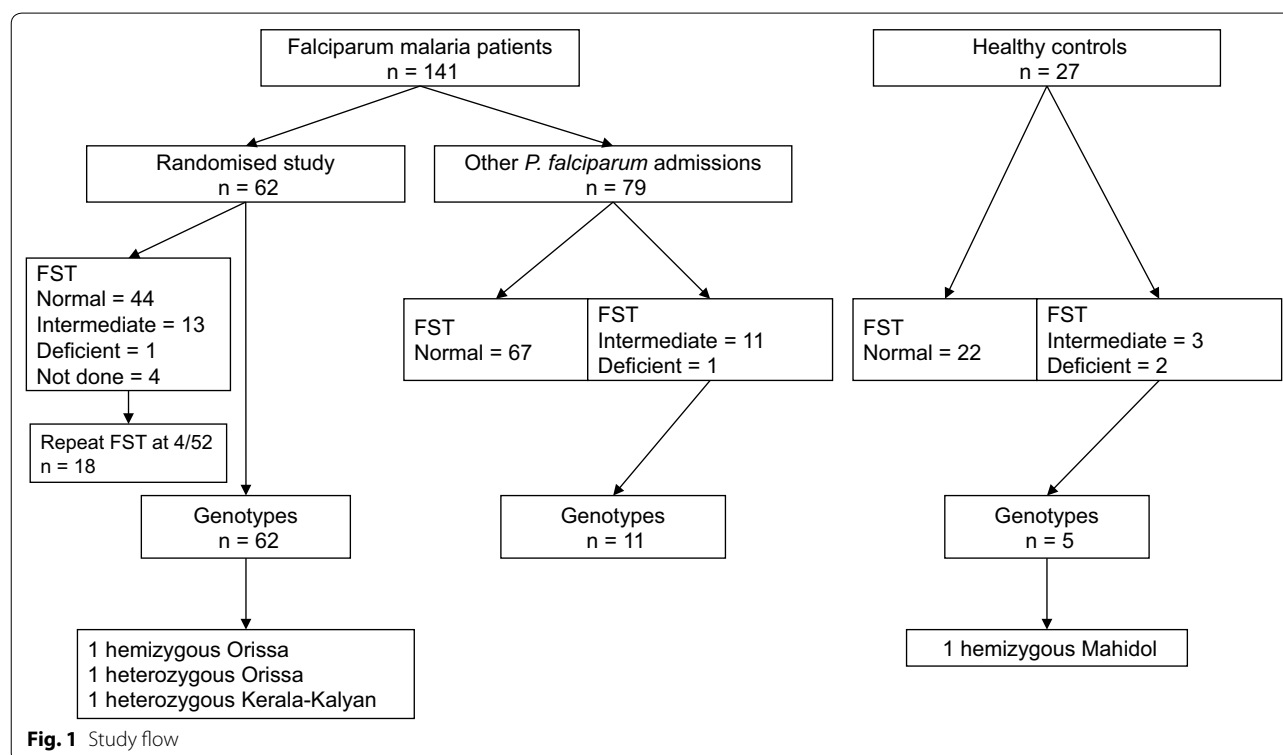 Falciparum malaria patients
n = 141
Healthy controls
n = 27
Randomised study
n = 62
Other P. falciparum admissions
n = 79
FST
Normal = 44
Intermediate = 13
Deficient = 1
Not done = 4
FST
Normal = 67
FST
Intermediate = 11
Deficient = 1
FST
Normal = 22
FST
Intermediate = 3
Deficient = 2
Repeat FST at 4/52
n = 18
Genotypes
n = 62
Genotypes
n = 11
Genotypes
n = 5
1 hemizygous Orissa
1 heterozygous Orissa
1 heterozygous Kerala-Kalyan
1 hemizygous Mahidol
Fig. 1 Study flow